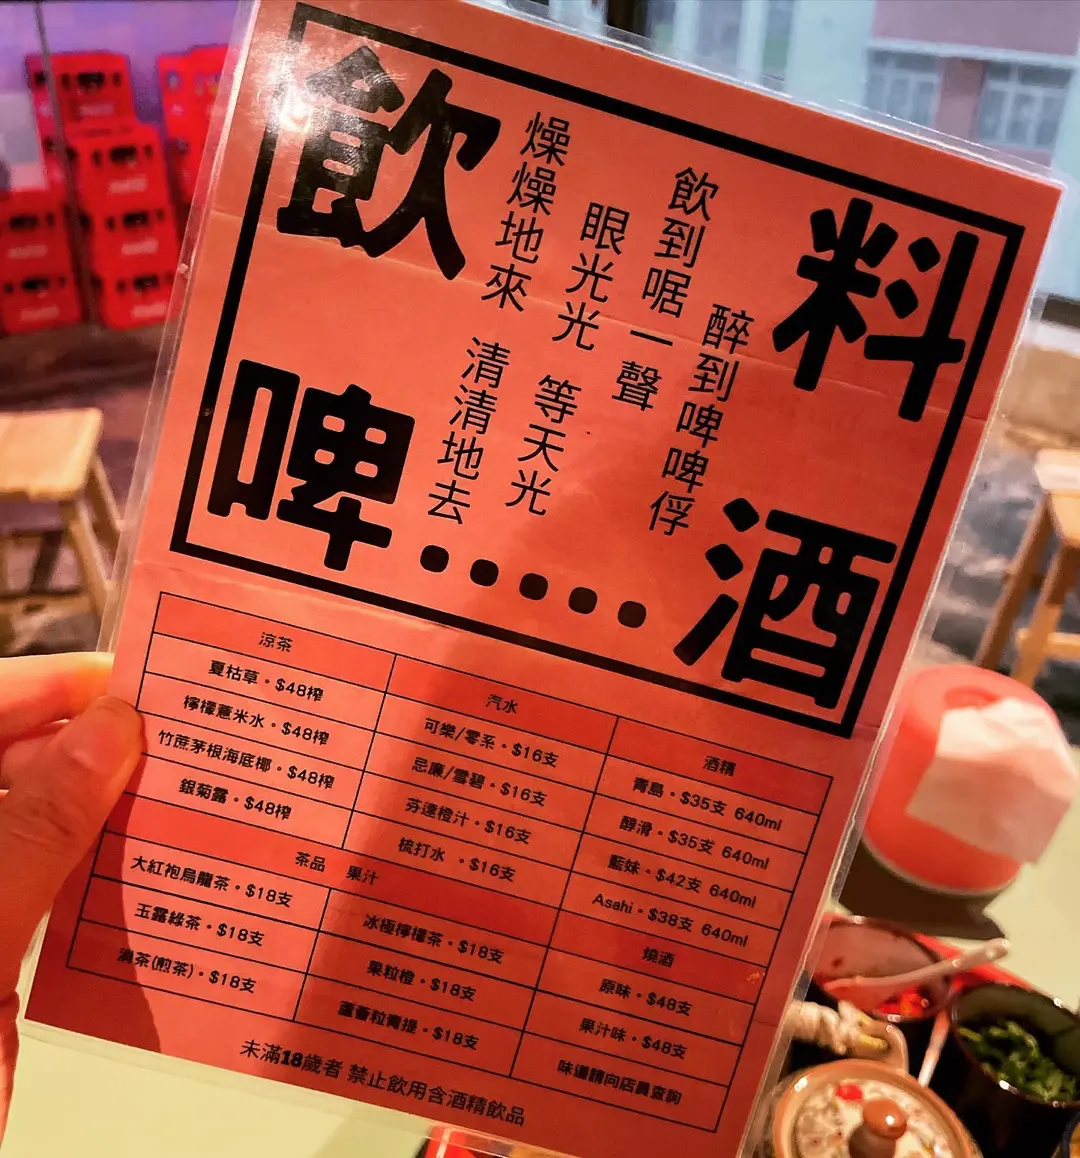 飲料
燥燥地來 清清地去
眼光光 等天光
飲到啹一聲
醉到啤啤俘
啤.....酒
涼茶
夏枯草・$48榨
檸檬薏米水・$48榨
竹蔗茅根海底椰・$48榨
銀菊露・$48榨
汽水
可樂/零系・$16支
忌廉/雪碧・$16支
芬達橙汁・$16支
梳打水 ・$16支
酒精
青島・$35支 640ml
醇滑・$35支 640ml
藍妹・$42支 640ml
Asahi・$38支 640ml
茶品 果汁
大紅袍烏龍茶・$18支
玉露綠茶・$18支
茶(煎茶)・$18支
冰極檸檬茶・$18支
果粒橙・$18支
蘆薈粒青提・$18支
燒酒
原味・$48支
果汁味・$48支
味道請向店員查詢
未滿18歲者 禁止飲用含酒精飲品